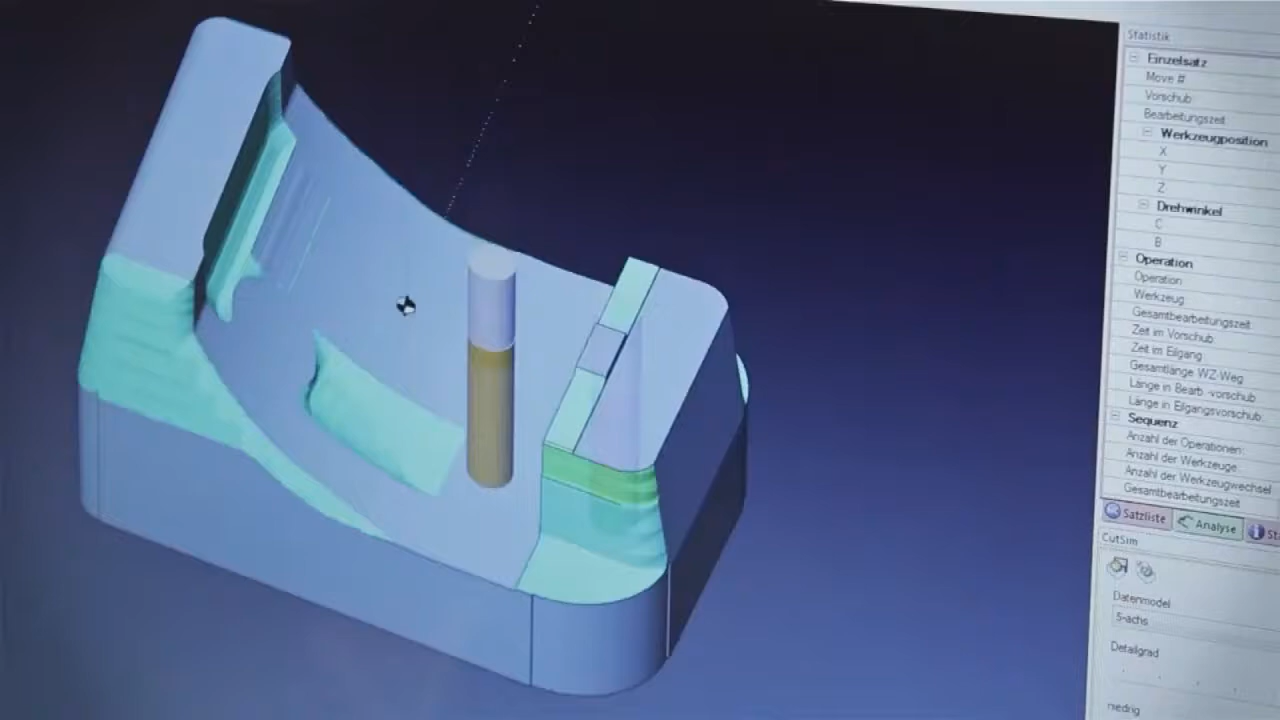 Statistik
Einzelsatz
Move #
Vorschub
Bearbeitungszeit
Werkzeugposition
X
Y
Z
Drehwinkel
C
B
Operation
Operation
Werkzeug
Gesamtbearbeitungszeit
Zeit im Vorschub
Zeit im Eilgang
Gesamtlänge WZ-Weg
Länge in Bearb.-vorschub
Länge in Eilgangsvorschub:
Sequenz
Anzahl der Operationen:
Anzahl der Werkzeuge
Anzahl der Werkzeugwechsel
Gesamtbearbeitungszeit
Satzliste Analyse St
CutSim
Datenmodel
5-achs
Detailgrad
niedrig